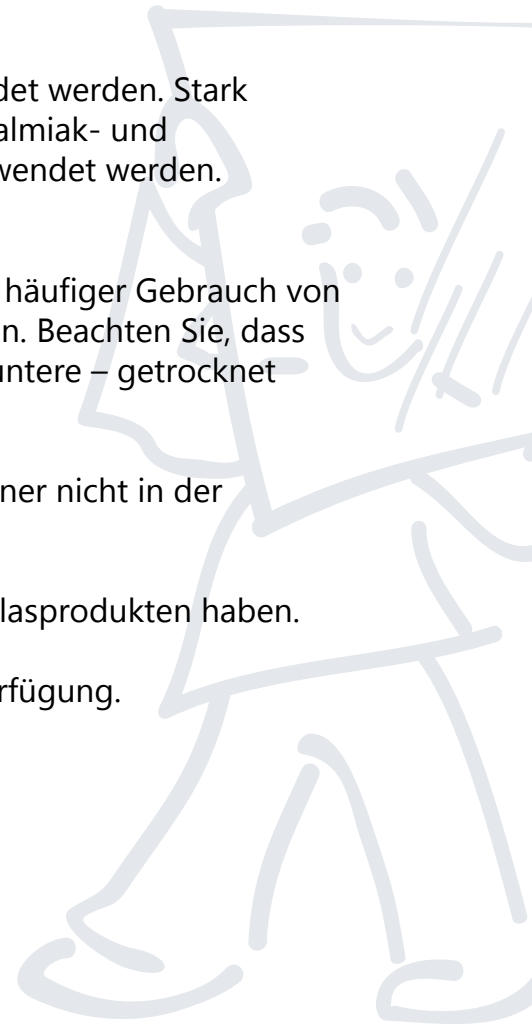 det werden. Stark
almiak- und
wendet werden.
häufiger Gebrauch von
n. Beachten Sie, dass
untere – getrocknet
ner nicht in der
lasprodukten haben.
rfügung.